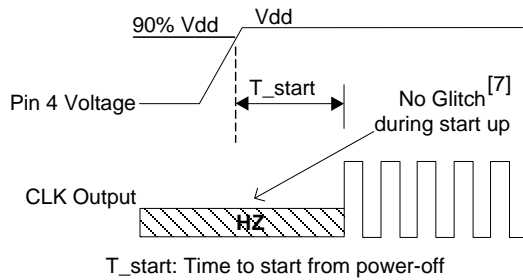 90% Vdd
Vdd
T_start
Pin 4 Voltage
No Glitch[7]
during start up
CLK Output
HZ
T_start: Time to start from power-off